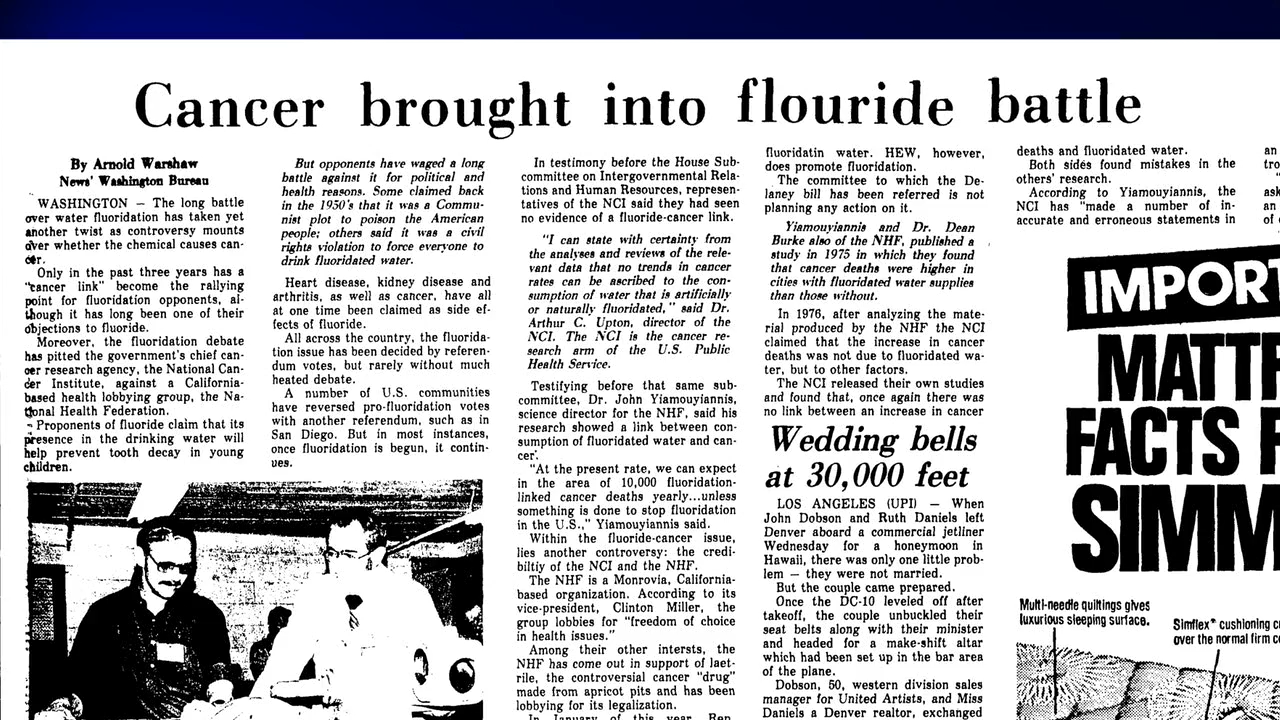 Cancer brought into flouride battle
By Arnold Warshaw
News' Washington Bureau
WASHINGTON — The long battle
over water fluoridation has taken yet
another twist as controversy mounts
over whether the chemical causes can-
cer.
Only in the past three years has a
"cancer link" become the rallying
point for fluoridation opponents, al-
though it has long been one of their
objections to fluoride.
Moreover, the fluoridation debate
has pitted the government's chief can-
cer research agency, the National Can-
cer Institute, against a California-
based health lobbying group, the Na-
tional Health Federation.
Proponents of fluoride claim that its
presence in the drinking water will
help prevent tooth decay in young
children.
But opponents have waged a long
battle against it for political and
health reasons. Some claimed back
in the 1950's that it was a Commu-
nist plot to poison the American
people; others said it was a civil
rights violation to force everyone to
drink fluoridated water.
Heart disease, kidney disease and
arthritis, as well as cancer, have all
at one time been claimed as side ef-
fects of fluoride.
All across the country, the fluorida-
tion issue has been decided by referen-
dum votes, but rarely without much
heated debate.
A number of U.S. communities
have reversed pro-fluoridation votes
with another referendum, such as in
San Diego. But in most instances,
once fluoridation is begun, it contin-
ues.
In testimony before the House Sub-
committee on Intergovernmental Rela-
tions and Human Resources, represen-
tatives of the NCI said they had seen
no evidence of a fluoride-cancer link.
"I can state with certainty from
the analyses and reviews of the rele-
vant data that no trends in cancer
rates can be ascribed to the con-
sumption of water that is artificially
or naturally fluoridated," said Dr.
Arthur C. Upton, director of the
NCI. The NCI is the cancer re-
search arm of the U.S. Public
Health Service.
Testifying before that same sub-
committee, Dr. John Yiamouyiannis,
science director for the NHF, said his
research showed a link between con-
sumption of fluoridated water and can-
cer.
"At the present rate, we can expect
in the area of 10,000 fluoridation-
linked cancer deaths yearly...unless
something is done to stop fluoridation
in the U.S.," Yiamouyiannis said.
Within the fluoride-cancer issue,
lies another controversy: the credi-
biltiy of the NCI and the NHF.
The NHF is a Monrovia, California-
based organization. According to its
vice-president, Clinton Miller, the
group lobbies for "freedom of choice
in health issues."
Among their other intersts, the
NHF has come out in support of laet-
rile, the controversial cancer "drug"
made from apricot pits and has been
lobbying for its legalization.
In January of this year, Rep.
fluoridatin water. HEW, however,
does promote fluoridation.
The committee to which the De-
laney bill has been referred is not
planning any action on it.
Yiamouyiannis and Dr. Dean
Burke also of the NHF, published a
study in 1975 in which they found
that cancer deaths were higher in
cities with fluoridated water supplies
than those without.
In 1976, after analyzing the mate-
rial produced by the NHF the NCI
claimed that the increase in cancer
deaths was not due to fluoridated wa-
ter, but to other factors.
The NCI released their own studies
and found that, once again there was
no link between an increase in cancer
Wedding bells
at 30,000 feet
LOS ANGELES (UPI) — When
John Dobson and Ruth Daniels left
Denver aboard a commercial jetliner
Wednesday for a honeymoon in
Hawaii, there was only one little prob-
lem — they were not married.
But the couple came prepared.
Once the DC-10 leveled off after
takeoff, the couple unbuckled their
seat belts along with their minister
and headed for a make-shift altar
which had been set up in the bar area
of the plane.
Dobson, 50, western division sales
manager for United Artists, and Miss
Daniels a Denver realtor, exchanged
deaths and fluoridated water.
Both sides found mistakes in the
others' research.
According to Yiamouyiannis, the
NCI has "made a number of in-
accurate and erroneous statements in
an
tro
"
ask
an
of
IMPORT
MATTR
FACTS F
SIMM
Multi-needle quiltings gives
luxurious sleeping surface.
Simflex* cushioning c
over the normal firm c